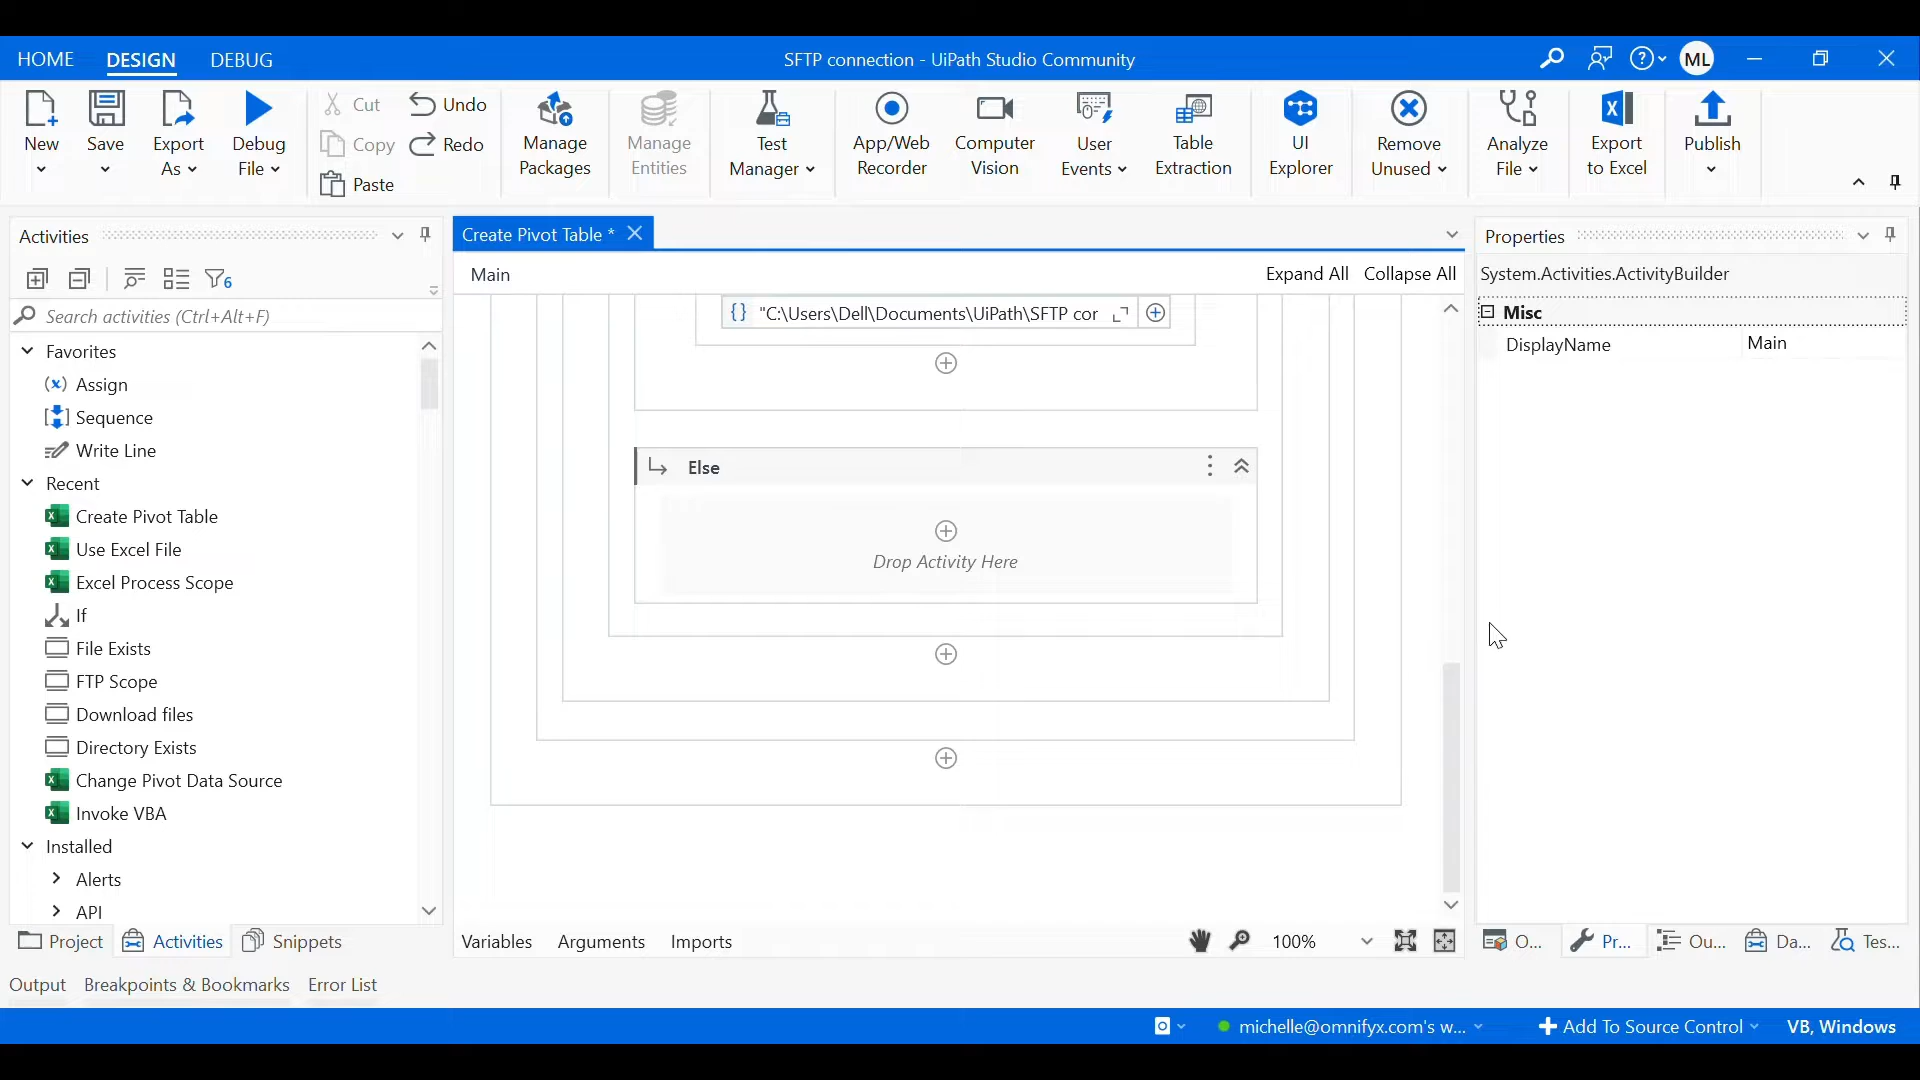 HOME DESIGN DEBUG
SFTP connection - UiPath Studio Community
ML
New
Save
Export As
Debug File
Cut
Copy
Paste
Undo
Redo
Manage Packages
Manage Entities
Test Manager
App/Web Recorder
Computer Vision
User Events
Table Extraction
UI Explorer
Remove Unused
Analyze File
Export to Excel
Publish
Activities
6
Search activities (Ctrl+Alt+F)
Favorites
Assign
Sequence
Write Line
Recent
Create Pivot Table
Use Excel File
Excel Process Scope
If
File Exists
FTP Scope
Download files
Directory Exists
Change Pivot Data Source
Invoke VBA
Installed
Alerts
API
Project Activities Snippets
Create Pivot Table *
Main
Expand All Collapse All
"C:\Users\Dell\Documents\UiPath\SFTP cor
Else
Drop Activity Here
Variables Arguments Imports
100%
Properties
System.Activities.ActivityBuilder
Misc
DisplayName Main
O... Pr... Ou... Da... Tes...
Output Breakpoints & Bookmarks Error List
michelle@omnifyx.com's w... Add To Source Control VB, Windows